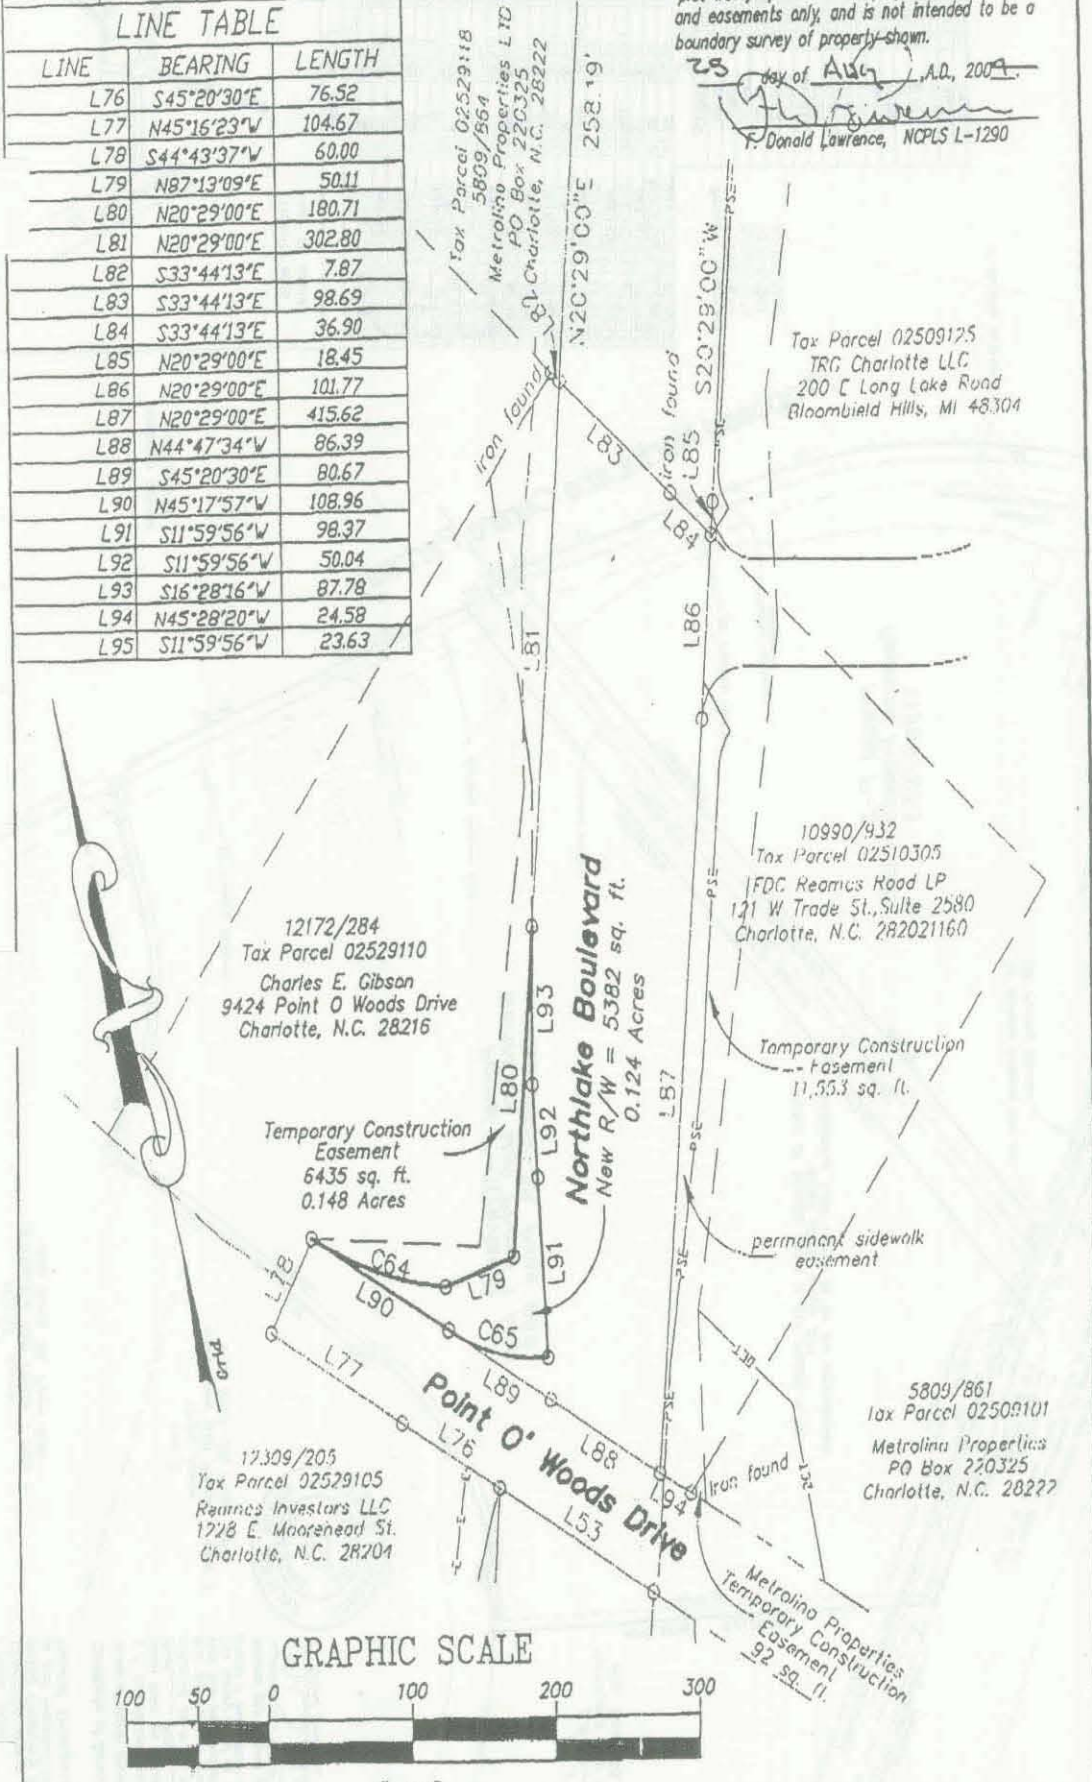 and easements only, and is not intended to be a
boundary survey of property shown.
25 day of Aug ,A.D., 2004.
F. Donald Lawrence, NCPLS L-1290
LINE TABLE
LINE BEARING LENGTH
L76 S45°20'30"E 76.52
L77 N45°16'23"W 104.67
L78 S44°43'37"W 60.00
L79 N87°13'09"E 50.11
L80 N20°29'00"E 180.71
L81 N20°29'00"E 302.80
L82 S33°44'13"E 7.87
L83 S33°44'13"E 98.69
L84 S33°44'13"E 36.90
L85 N20°29'00"E 18.45
L86 N20°29'00"E 101.77
L87 N20°29'00"E 415.62
L88 N44°47'34"W 86.39
L89 S45°20'30"E 80.67
L90 N45°17'57"W 108.96
L91 S11°59'56"W 98.37
L92 S11°59'56"W 50.04
L93 S16°28'16"W 87.78
L94 N45°28'20"W 24.58
L95 S11°59'56"W 23.63
Tax Parcel 02529118
5809/864
Metrolina Properties LTD
PO Box 220325
Charlotte, N.C. 28222
N20°29'00"E 258.19'
S20°29'00"W
PSE
PSE
iron found
iron found
L83
L85
L84
L86
L81
Tax Parcel 02509125
TRG Charlotte LLC
200 E Long Lake Road
Bloombield Hills, MI 48304
10990/932
Tax Parcel 02510305
FDC Reames Road LP
121 W Trade St., Suite 2580
Charlotte, N.C. 282021160
PSE
12172/284
Tax Parcel 02529110
Charles E. Gibson
9424 Point O Woods Drive
Charlotte, N.C. 28216
L93
L80
L92
L91
L87
Northlake Boulevard
New R/W = 5382 sq. ft.
0.124 Acres
Temporary Construction
Easement
11,553 sq. ft.
Temporary Construction
Easement
6435 sq. ft.
0.148 Acres
PSE
PSE
PSE
permanent sidewalk
easement
C64
L79
L78
L90
C65
L77
L89
L76
L88
L94
L53
Point O' Woods Drive
Grid
iron found
5809/861
Tax Parcel 02509101
Metrolina Properties
PO Box 220325
Charlotte, N.C. 28222
12309/205
Tax Parcel 02529105
Reames Investors LLC
1228 E. Moorehead St.
Charlotte, N.C. 28204
E
E
Metrolina Properties
Temporary Construction
Easement
92 sq. ft.
GRAPHIC SCALE
100 50 0 100 200 300